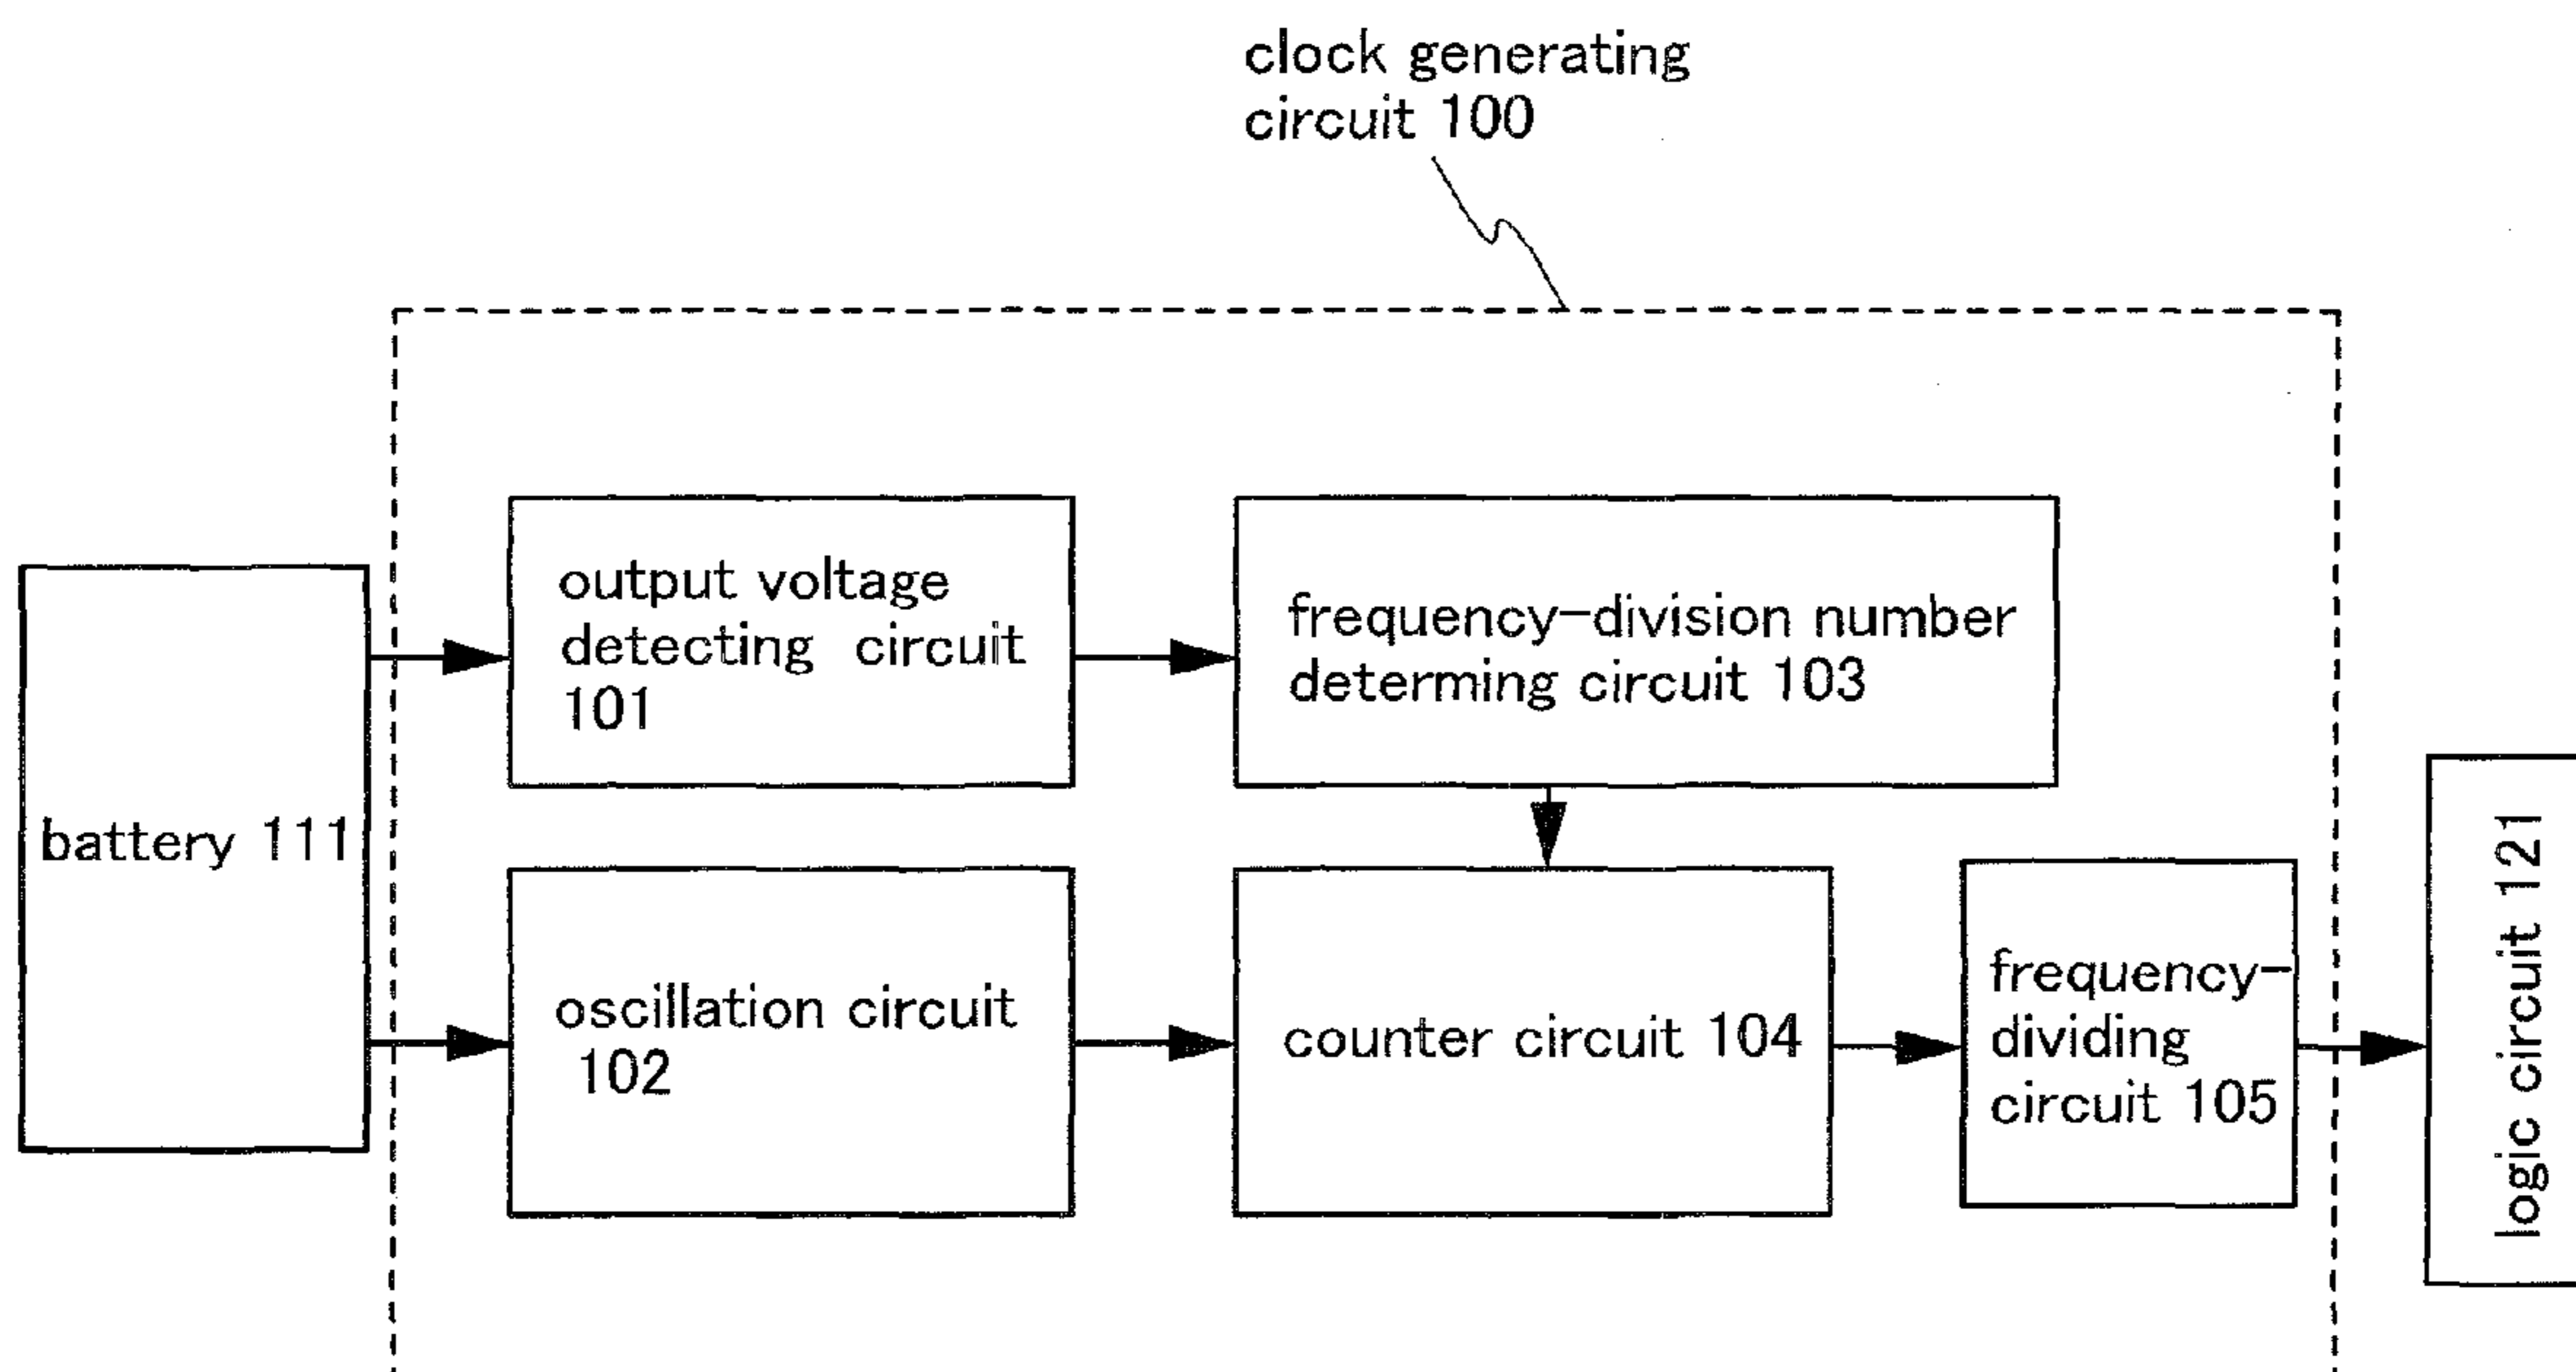 clock generating
circuit 100
output voltage
detecting circuit
101
frequency-division number
determing circuit 103
battery 111
oscillation circuit
102
counter circuit 104
frequency-
dividing
circuit 105
logic circuit 121